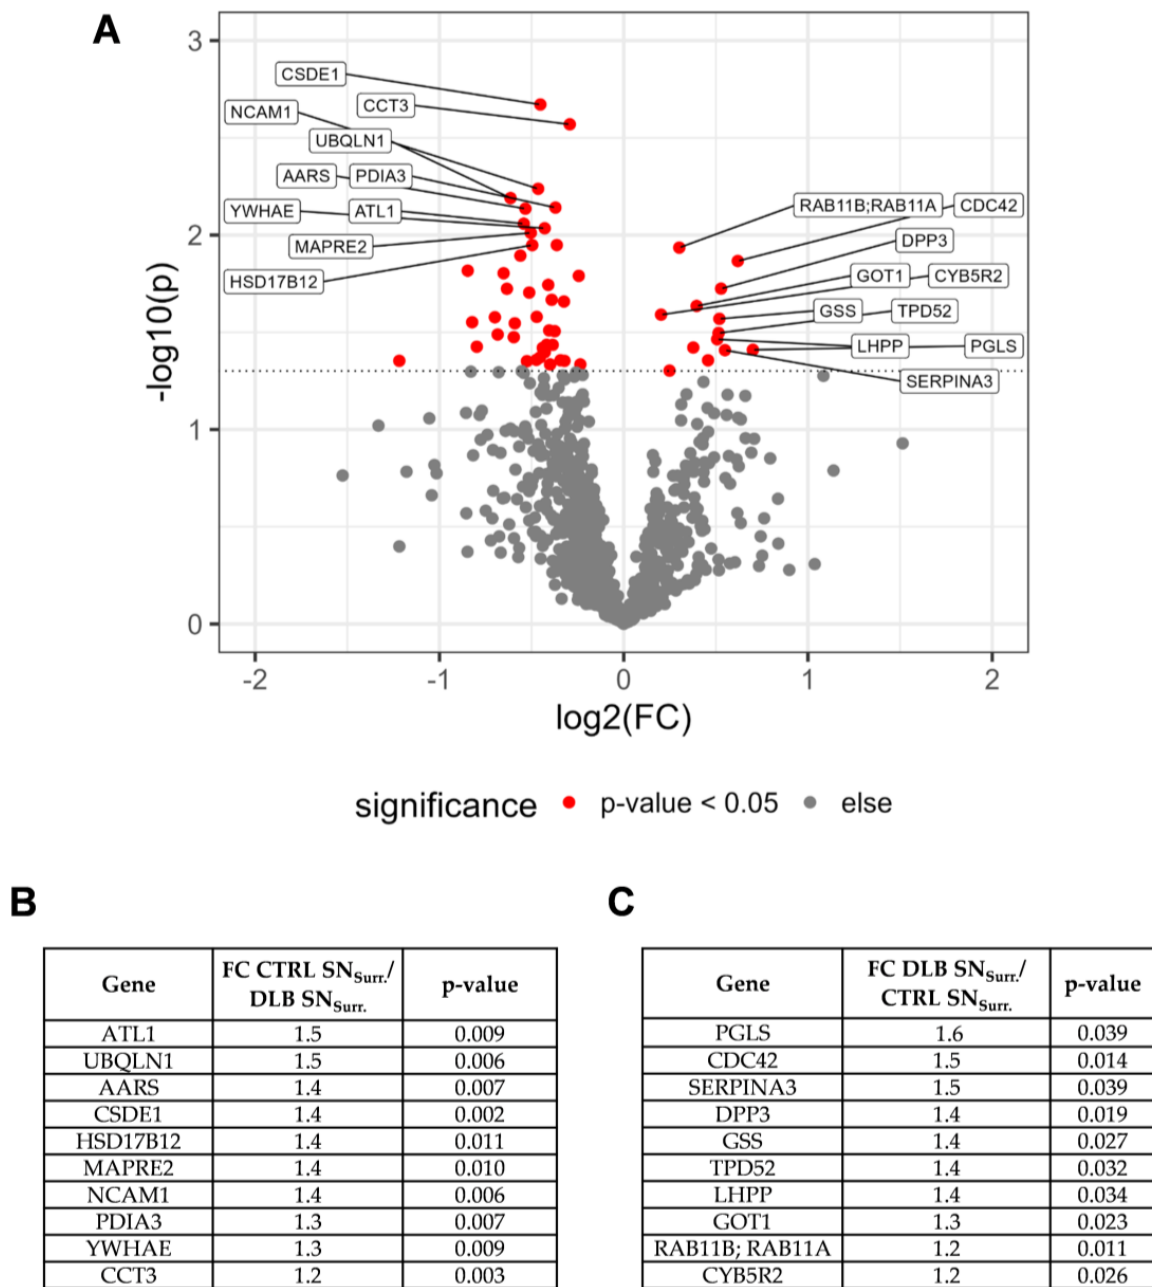 A
3
2
1
0
-log10(p)
-2 -1 0 1 2
log2(FC)
CSDE1
CCT3
NCAM1
UBQLN1
AARS PDIA3
YWHAE ATL1
MAPRE2
HSD17B12
RAB11B;RAB11A CDC42
DPP3
GOT1 CYB5R2
GSS TPD52
LHPP PGLS
SERPINA3
significance p-value < 0.05 else
B
Gene FC CTRL SNSurr./ DLB SNSurr. p-value
ATL1 1.5 0.009
UBQLN1 1.5 0.006
AARS 1.4 0.007
CSDE1 1.4 0.002
HSD17B12 1.4 0.011
MAPRE2 1.4 0.010
NCAM1 1.4 0.006
PDIA3 1.3 0.007
YWHAE 1.3 0.009
CCT3 1.2 0.003
C
Gene FC DLB SNSurr./ CTRL SNSurr. p-value
PGLS 1.6 0.039
CDC42 1.5 0.014
SERPINA3 1.5 0.039
DPP3 1.4 0.019
GSS 1.4 0.027
TPD52 1.4 0.032
LHPP 1.4 0.034
GOT1 1.3 0.023
RAB11B; RAB11A 1.2 0.011
CYB5R2 1.2 0.026